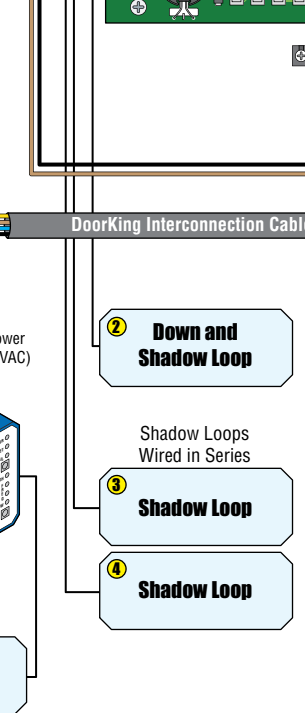 DoorKing Interconnection Cable
VAC)
2
Down and
Shadow Loop
Shadow Loops
Wired in Series
3
Shadow Loop
4
Shadow Loop